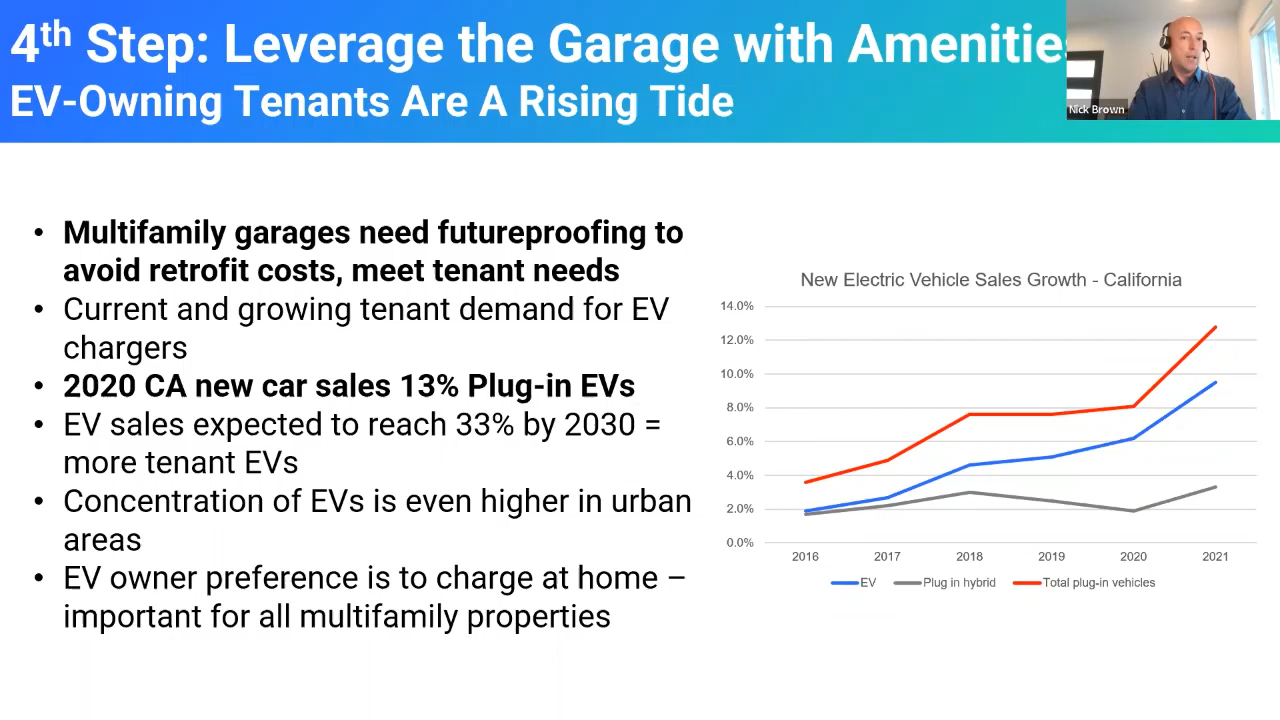 4th Step: Leverage the Garage with Amenities
EV-Owning Tenants Are A Rising Tide
Nick Brown
• Multifamily garages need futureproofing to
avoid retrofit costs, meet tenant needs
• Current and growing tenant demand for EV
chargers
• 2020 CA new car sales 13% Plug-in EVs
• EV sales expected to reach 33% by 2030 =
more tenant EVs
• Concentration of EVs is even higher in urban
areas
• EV owner preference is to charge at home –
important for all multifamily properties
New Electric Vehicle Sales Growth - California
14.0%
12.0%
10.0%
8.0%
6.0%
4.0%
2.0%
0.0%
2016 2017 2018 2019 2020 2021
EV Plug in hybrid Total plug-in vehicles